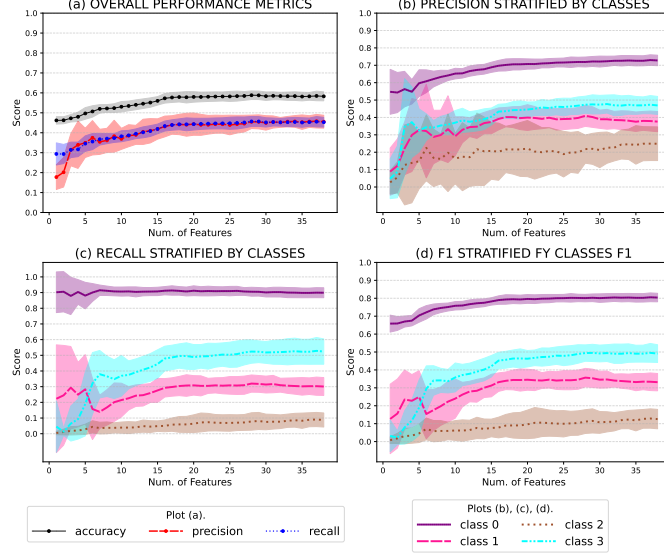 (a) OVERALL PERFORMANCE METRICS
1.0
0.9
0.8
0.7
0.6
0.5
0.4
0.3
0.2
0.1
0.0
Score
0 5 10 15 20 25 30 35
Num. of Features
(b) PRECISION STRATIFIED BY CLASSES
1.0
0.9
0.8
0.7
0.6
0.5
0.4
0.3
0.2
0.1
0.0
Score
0 5 10 15 20 25 30 35
Num. of Features
(c) RECALL STRATIFIED BY CLASSES
0.9
0.8
0.7
0.6
0.5
0.4
0.3
0.2
0.1
0.0
Score
0 5 10 15 20 25 30 35
Num. of Features
(d) F1 STRATIFIED FY CLASSES F1
1.0
0.9
0.8
0.7
0.6
0.5
0.4
0.3
0.2
0.1
0.0
Score
0 5 10 15 20 25 30 35
Num. of Features
Plot (a).
accuracy precision recall
Plots (b), (c), (d).
class 0 class 2
class 1 class 3